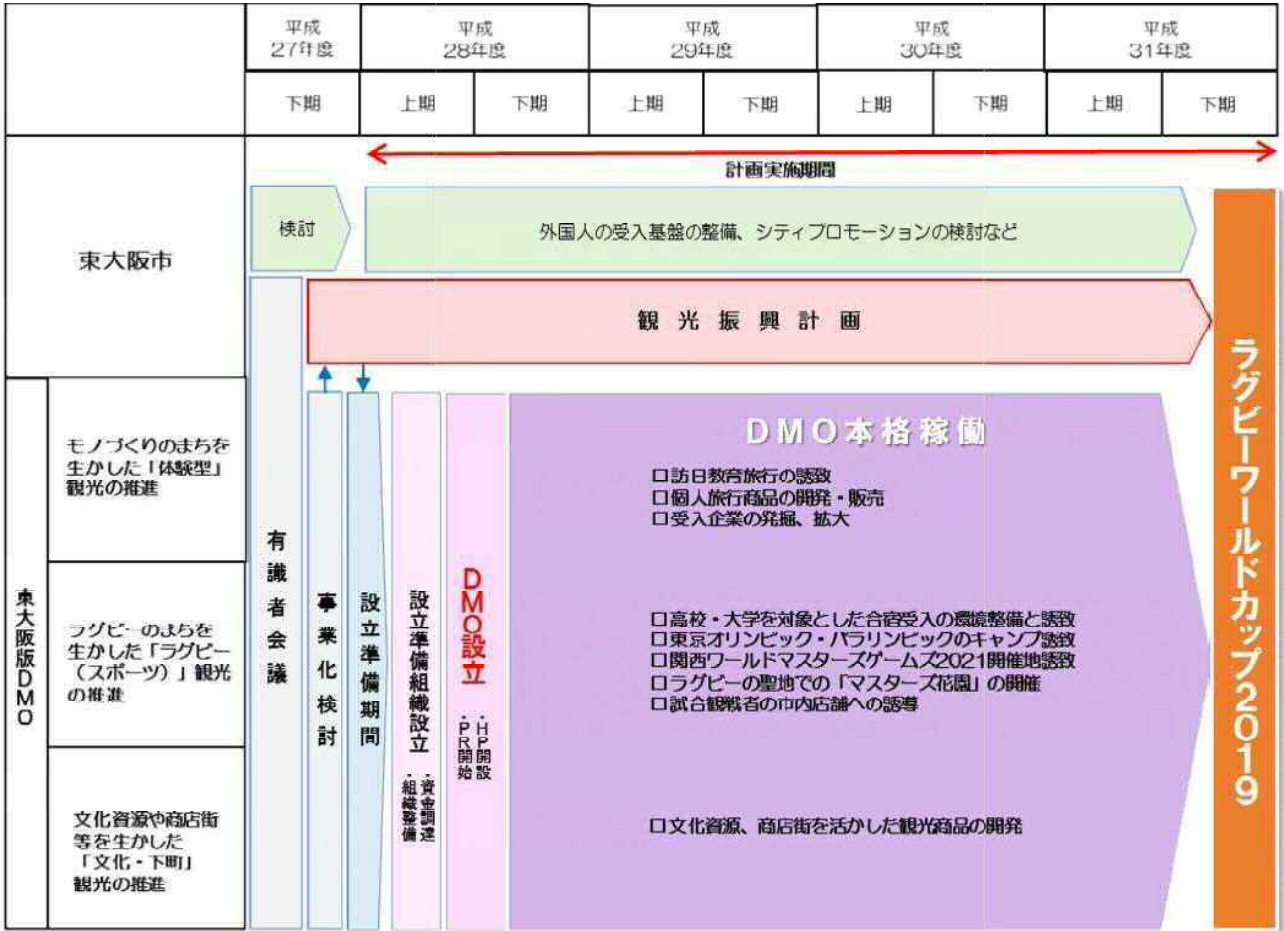 平成
27年度
平成
28年度
平成
29年度
平成
30年度
平成
31年度
下期
上期
下期
上期
下期
上期
下期
上期
下期
計画実施期間
東大阪市
検討
外国人の受入基盤の整備、シティプロモーションの検討など
観光振興計画
東大阪版DMO
モノづくりのまちを
生かした「体験型」
観光の推進
ラグビーのまちを
生かした「ラグビー
（スポーツ）」観光
の推進
文化資源や商店街
等を生かした
「文化・下町」
観光の推進
有識者会議
事業化検討
設立準備期間
設立準備組織設立
・資金調達
・組織整備
DMO設立
・HP開設
・PR開始
DMO本格稼働
□訪日教育旅行の誘致
□個人旅行商品の開発・販売
□受入企業の発掘、拡大
□高校・大学を対象とした合宿受入の環境整備と誘致
□東京オリンピック・パラリンピックのキャンプ誘致
□関西ワールドマスターズゲームズ2021開催地誘致
□ラグビーの聖地での「マスターズ花園」の開催
□試合観戦者の市内店舗への誘導
□文化資源、商店街を活かした観光商品の開発
ラグビーワールドカップ2019